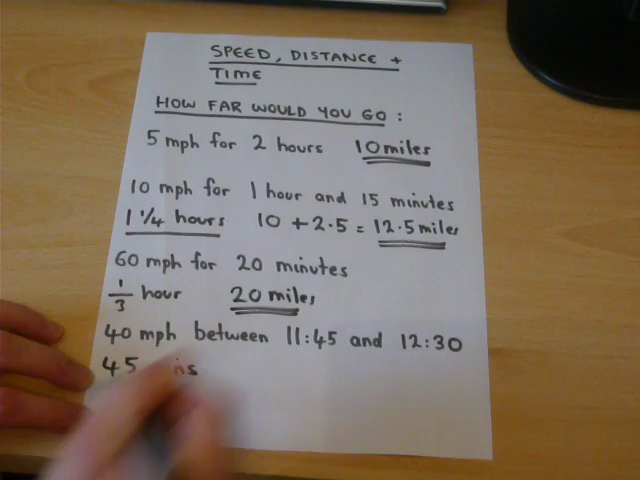 SPEED, DISTANCE +
TIME
HOW FAR WOULD YOU GO :
5 mph for 2 hours 10 miles
10 mph for 1 hour and 15 minutes
1 1/4 hours 10 + 2.5 = 12.5 miles
60 mph for 20 minutes
1/3 hour 20 miles
40 mph between 11:45 and 12:30
45